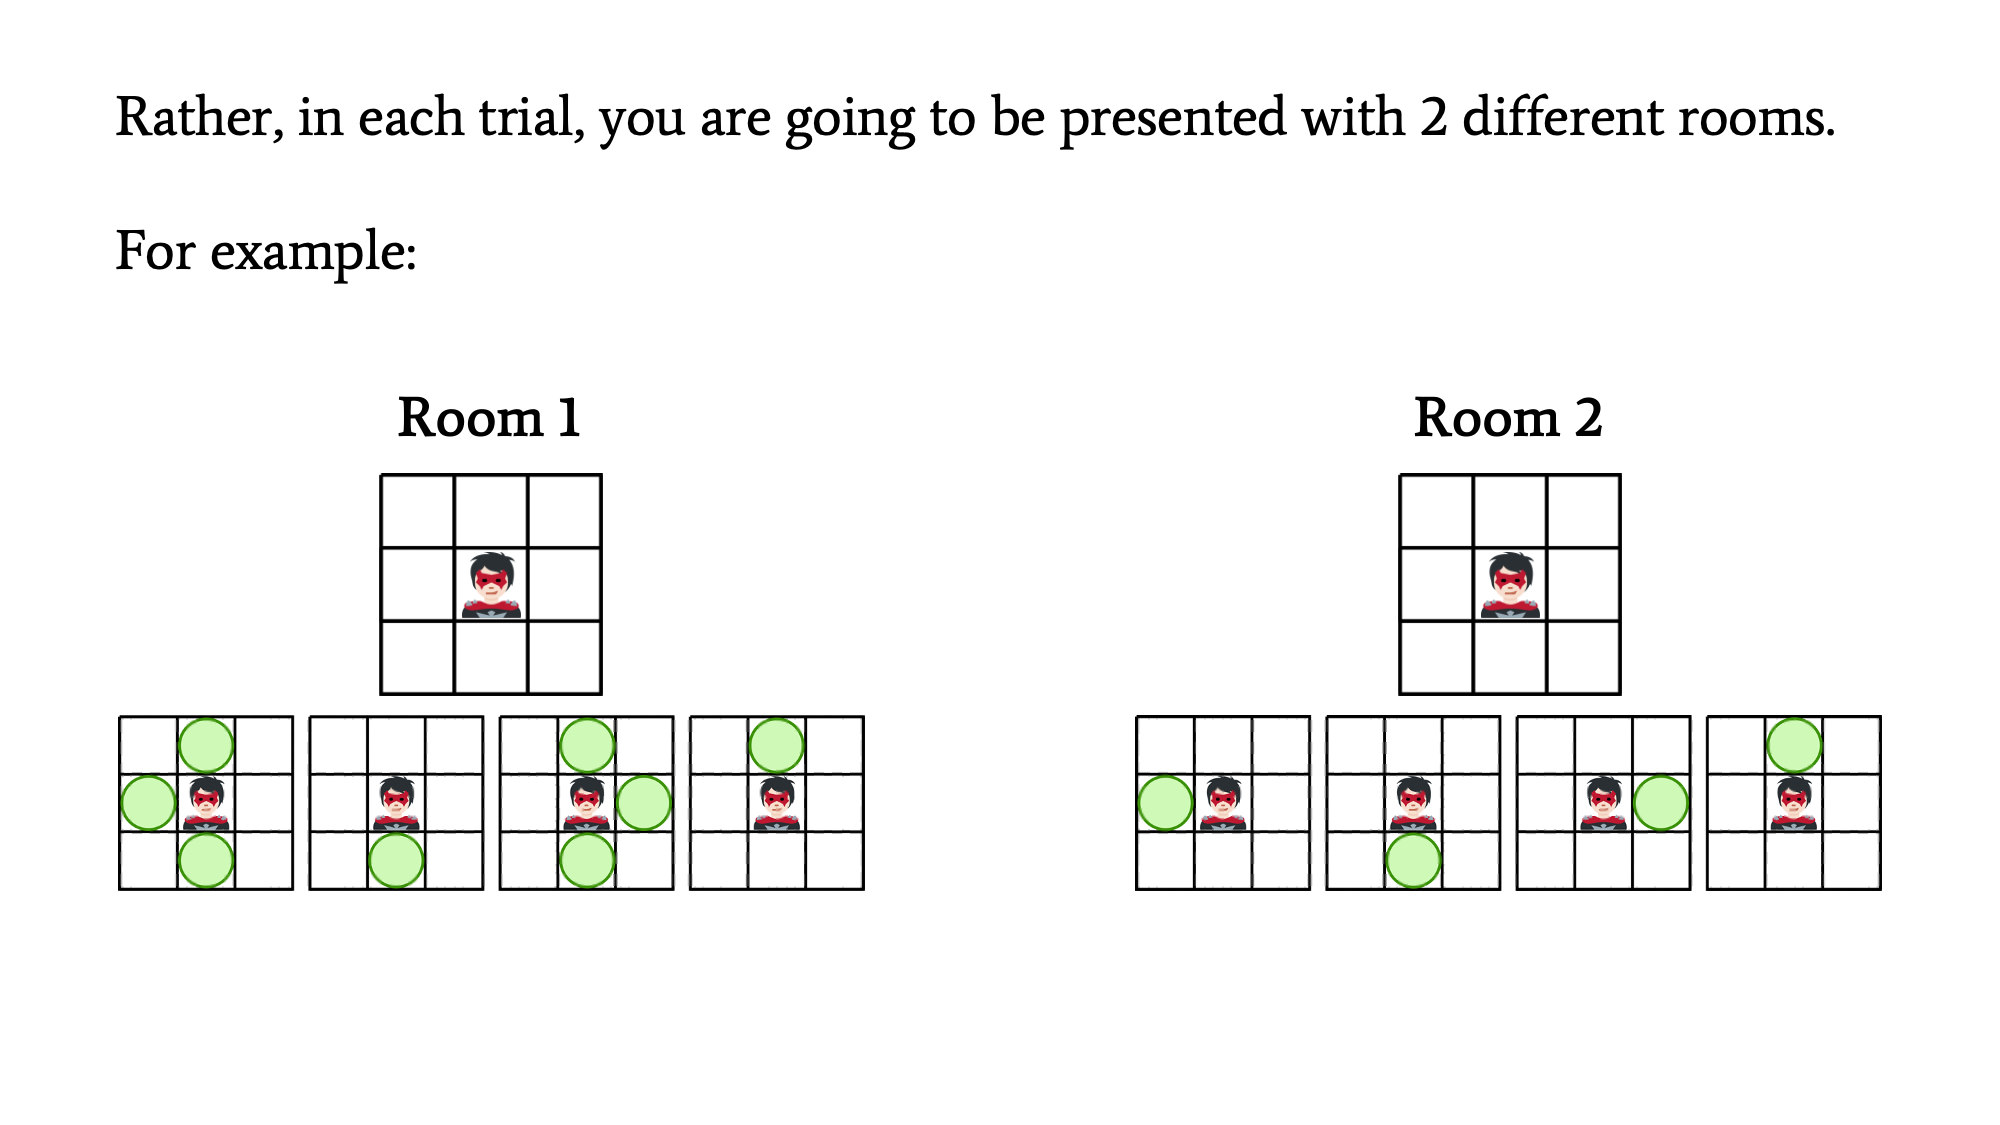 Rather, in each trial, you are going to be presented with 2 different rooms.
For example:
Room 1
Room 2